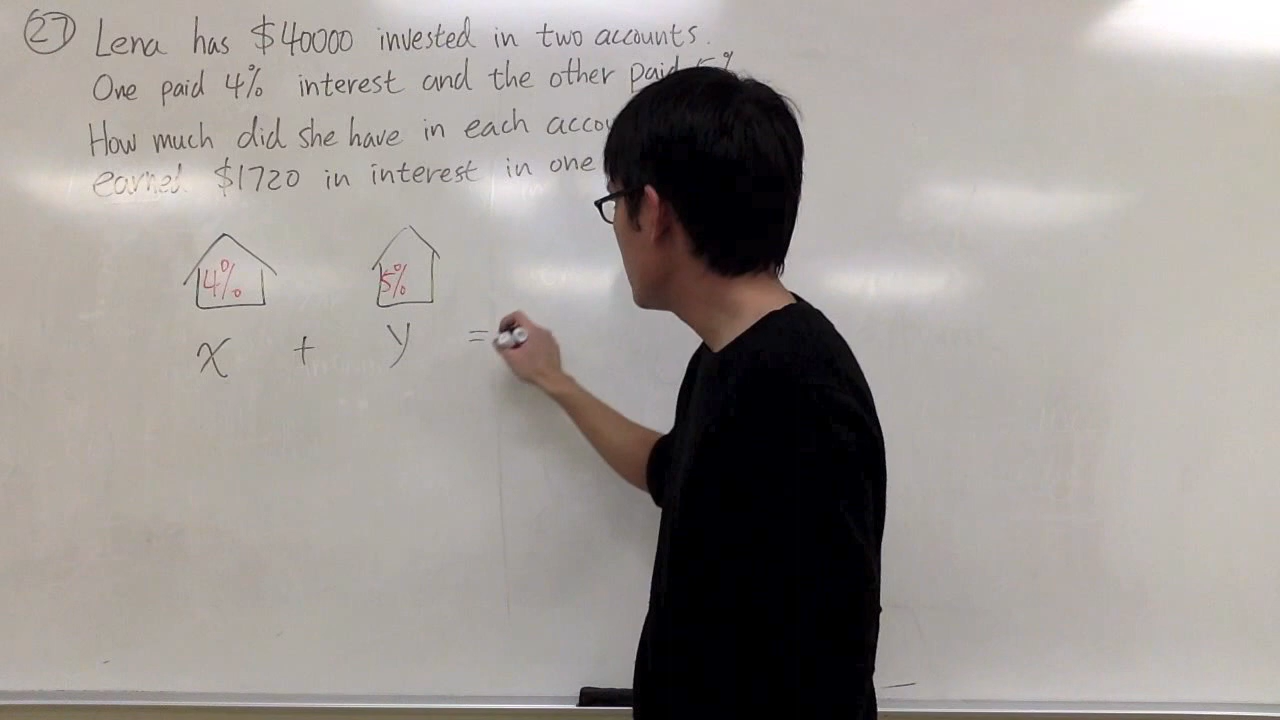 27 Lena has $40000 invested in two accounts.
One paid 4% interest and the other paid 5%
How much did she have in each
earned $1720 in interest in one
4% 5%
x + y =